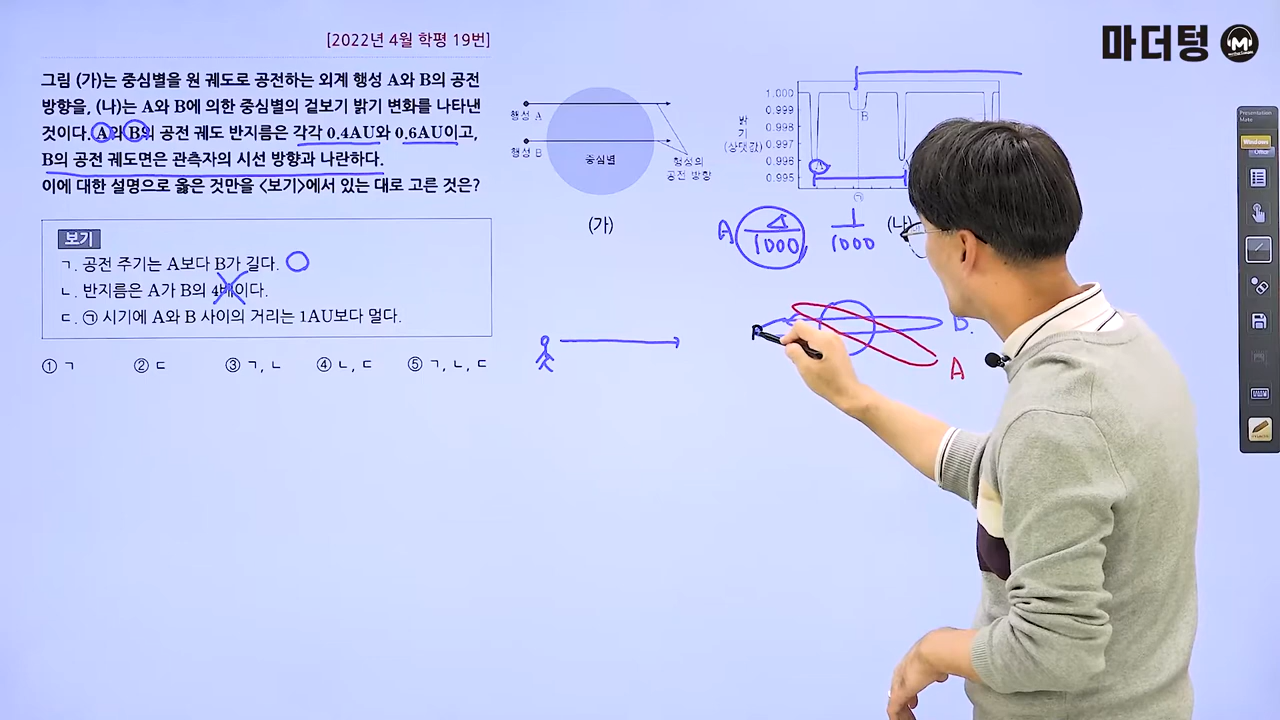 [2022년 4월 학평 19번]
마더텅 M
그림 (가)는 중심별을 원 궤도로 공전하는 외계 행성 A와 B의 공전
방향을, (나)는 A와 B에 의한 중심별의 겉보기 밝기 변화를 나타낸
것이다. A와 B의 공전 궤도 반지름은 각각 0.4AU와 0.6AU이고,
B의 공전 궤도면은 관측자의 시선 방향과 나란하다.
이에 대한 설명으로 옳은 것만을 <보기>에서 있는 대로 고른 것은?
보기
ㄱ. 공전 주기는 A보다 B가 길다.
ㄴ. 반지름은 A가 B의 4배이다.
ㄷ. ㉠ 시기에 A와 B 사이의 거리는 1AU보다 멀다.
① ㄱ ② ㄷ ③ ㄱ, ㄴ ④ ㄴ, ㄷ ⑤ ㄱ, ㄴ, ㄷ
행성 A
행성 B
중심별
행성의
공전 방향
(가)
밝
기
(상댓값)
1.000
0.999
0.998
0.997
0.996
0.995
A
B
㉠
(나)
A 4/1000 1/1000
B
A